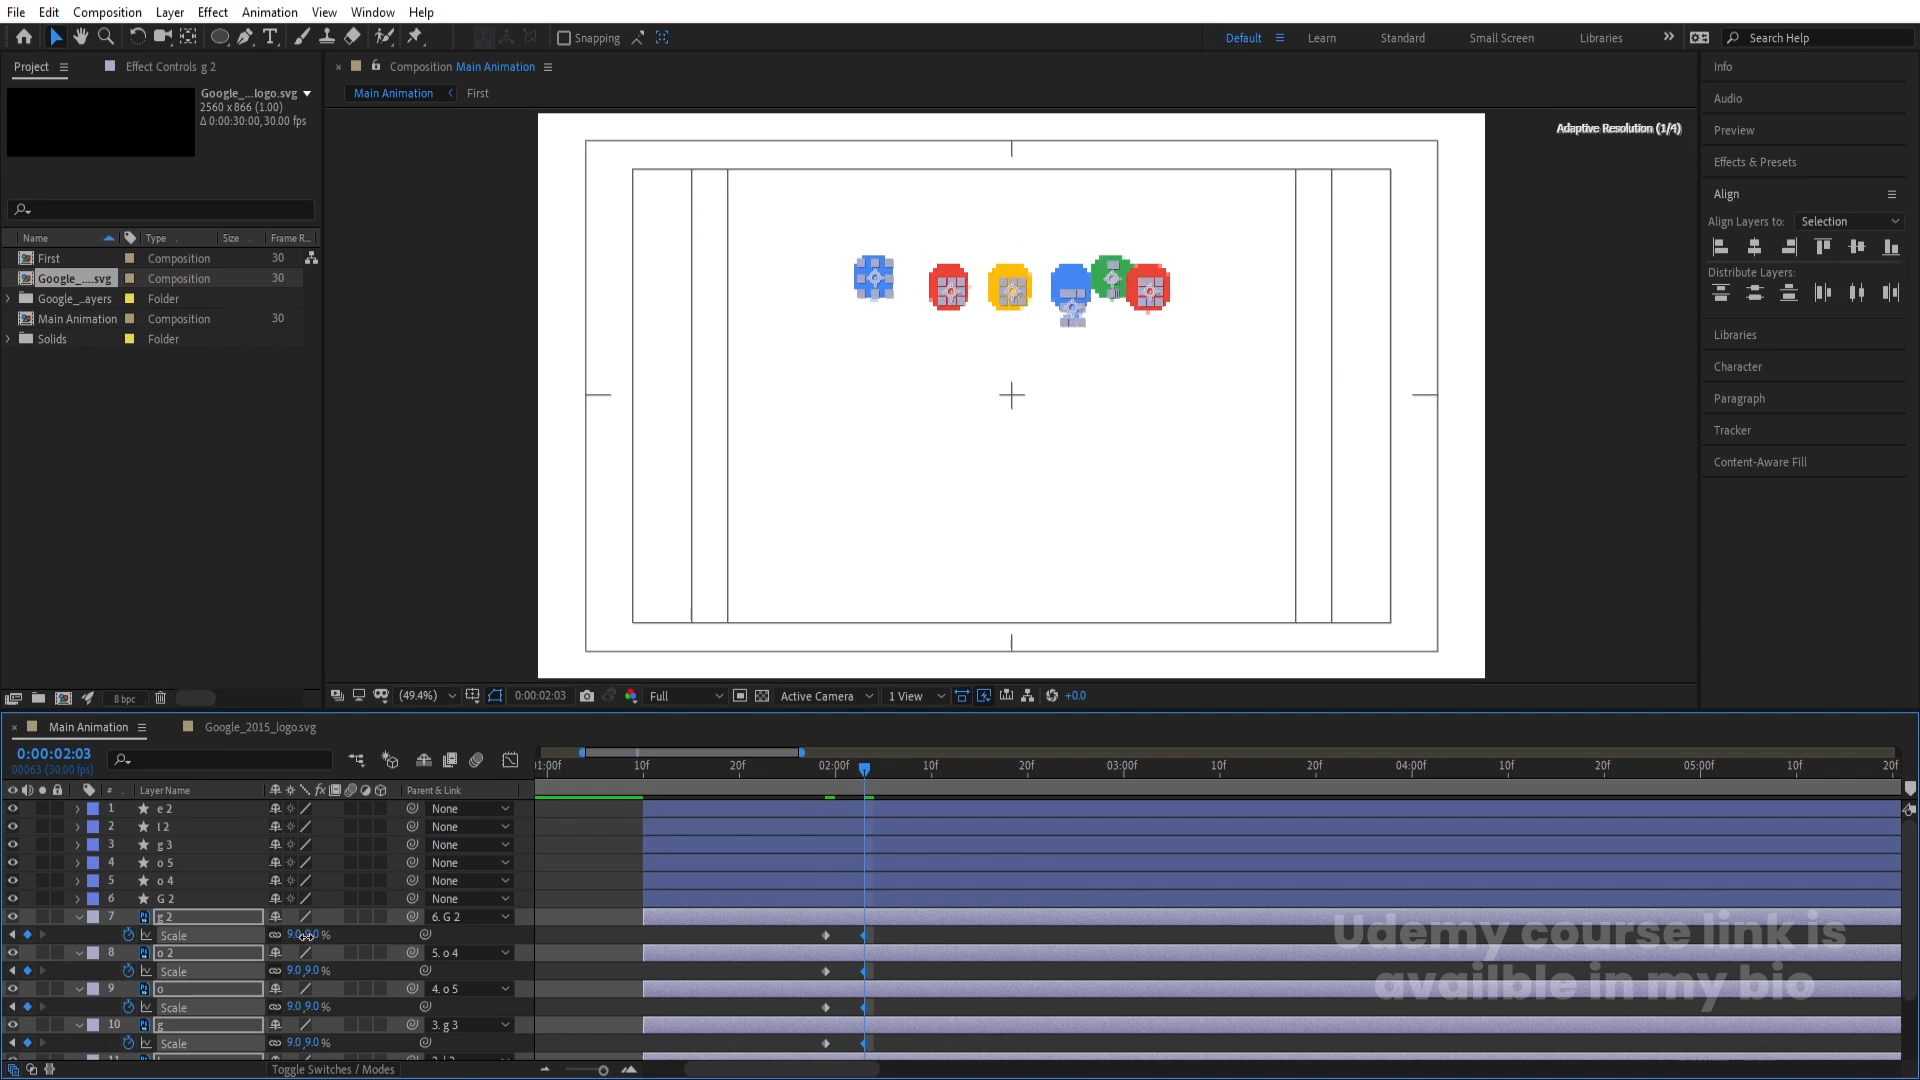 File Edit Composition Layer Effect Animation View Window Help
Snapping Default Learn Standard Small Screen Libraries Search Help
Project Effect Controls g 2
Composition Main Animation
Google_...logo.svg
2560 x 866 (1.00)
Δ 0:00:30:00, 30.00 fps
Main Animation First
Adaptive Resolution (1/4)
Name Type Size Frame R...
First Composition 30
Google_....svg Composition 30
Google_...ayers Folder
Main Animation Composition 30
Solids Folder
8 bpc
(49.4%) 0:00:02:03 Full Active Camera 1 View +0.0
Info
Audio
Preview
Effects & Presets
Align
Align Layers to: Selection
Distribute Layers:
Libraries
Character
Paragraph
Tracker
Content-Aware Fill
Main Animation Google_2015_logo.svg
0:00:02:03
00063 (30.00 fps)
# Layer Name fx Parent & Link
01:00f 10f 20f 02:00f 10f 20f 03:00f 10f 20f 04:00f 10f 20f 05:00f 10f 20f
1 e 2 None
2 l 2 None
3 g 3 None
4 o 5 None
5 o 4 None
6 G 2 None
7 g 2 6. G 2
Scale 9.0, 9.0 %
8 o 2 5. o 4
Scale 9.0, 9.0 %
9 o 4. o 5
Scale 9.0, 9.0 %
10 g 3. g 3
Scale 9.0, 9.0 %
Toggle Switches / Modes
Udemy course link is
availble in my bio